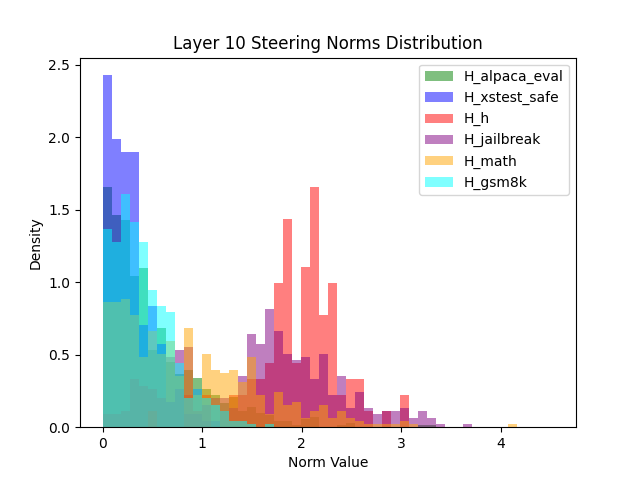 Layer 10 Steering Norms Distribution
2.5
2.0
1.5
1.0
0.5
0.0
Density
H_alpaca_eval
H_xstest_safe
H_h
H_jailbreak
H_math
H_gsm8k
0 1 2 3 4
Norm Value